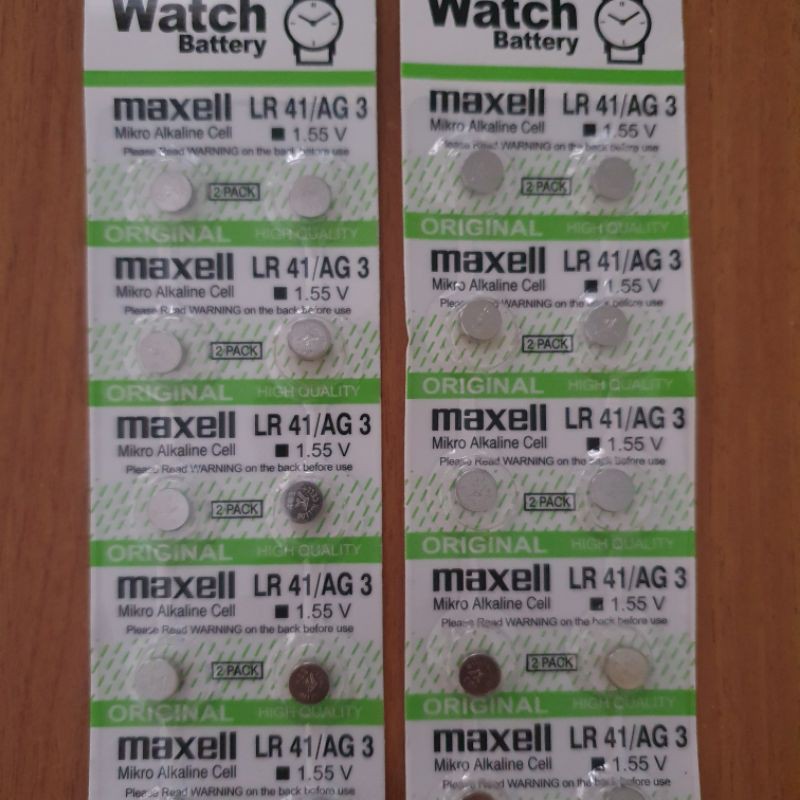 Watch
Battery
maxell LR 41/AG 3
Mikro Alkaline Cell 1.55 V
Please Read WARNING on the back before use
2 PACK
ORIGINAL HIGH QUALITY
maxell LR 41/AG 3
Mikro Alkaline Cell 1.55 V
Please Read WARNING on the back before use
2 PACK
ORIGINAL HIGH QUALITY
maxell LR 41/AG 3
Mikro Alkaline Cell 1.55 V
Please Read WARNING on the back before use
2 PACK
ORIGINAL HIGH QUALITY
maxell LR 41/AG 3
Mikro Alkaline Cell 1.55 V
Please Read WARNING on the back before use
2 PACK
ORIGINAL HIGH QUALITY
maxell LR 41/AG 3
Mikro Alkaline Cell 1.55 V
Please Read WARNING on the back before use
Watch
Battery
maxell LR 41/AG 3
Mikro Alkaline Cell 1.55 V
Please Read WARNING on the back before use
2 PACK
ORIGINAL HIGH QUALITY
maxell LR 41/AG 3
Mikro Alkaline Cell 1.55 V
Please Read WARNING on the back before use
2 PACK
ORIGINAL HIGH QUALITY
maxell LR 41/AG 3
Mikro Alkaline Cell 1.55 V
Please Read WARNING on the back before use
2 PACK
ORIGINAL HIGH QUALITY
maxell LR 41/AG 3
Mikro Alkaline Cell 1.55 V
Please Read WARNING on the back before use
2 PACK
ORIGINAL HIGH QUALITY
maxell LR 41/AG 3
Mikro Alkaline Cell 1.55 V
Please Read WARNING on the back before use